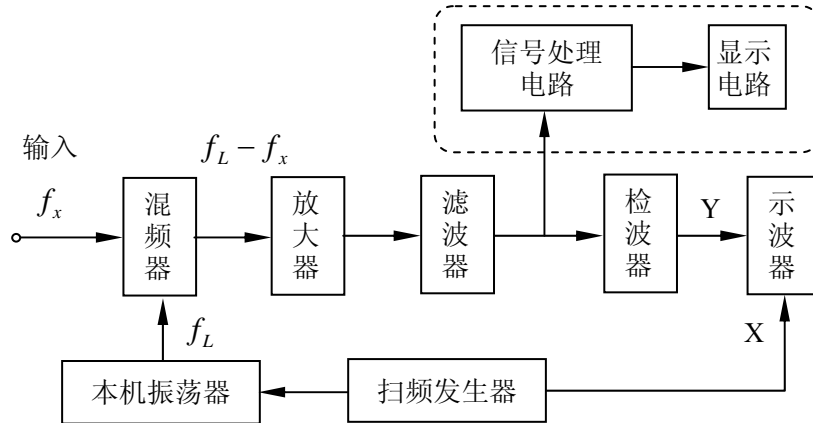 信号处理
电路
显示
电路
输入
f_x
f_L − f_x
混频器
放大器
滤波器
检波器
Y
示波器
f_L
X
本机振荡器
扫频发生器